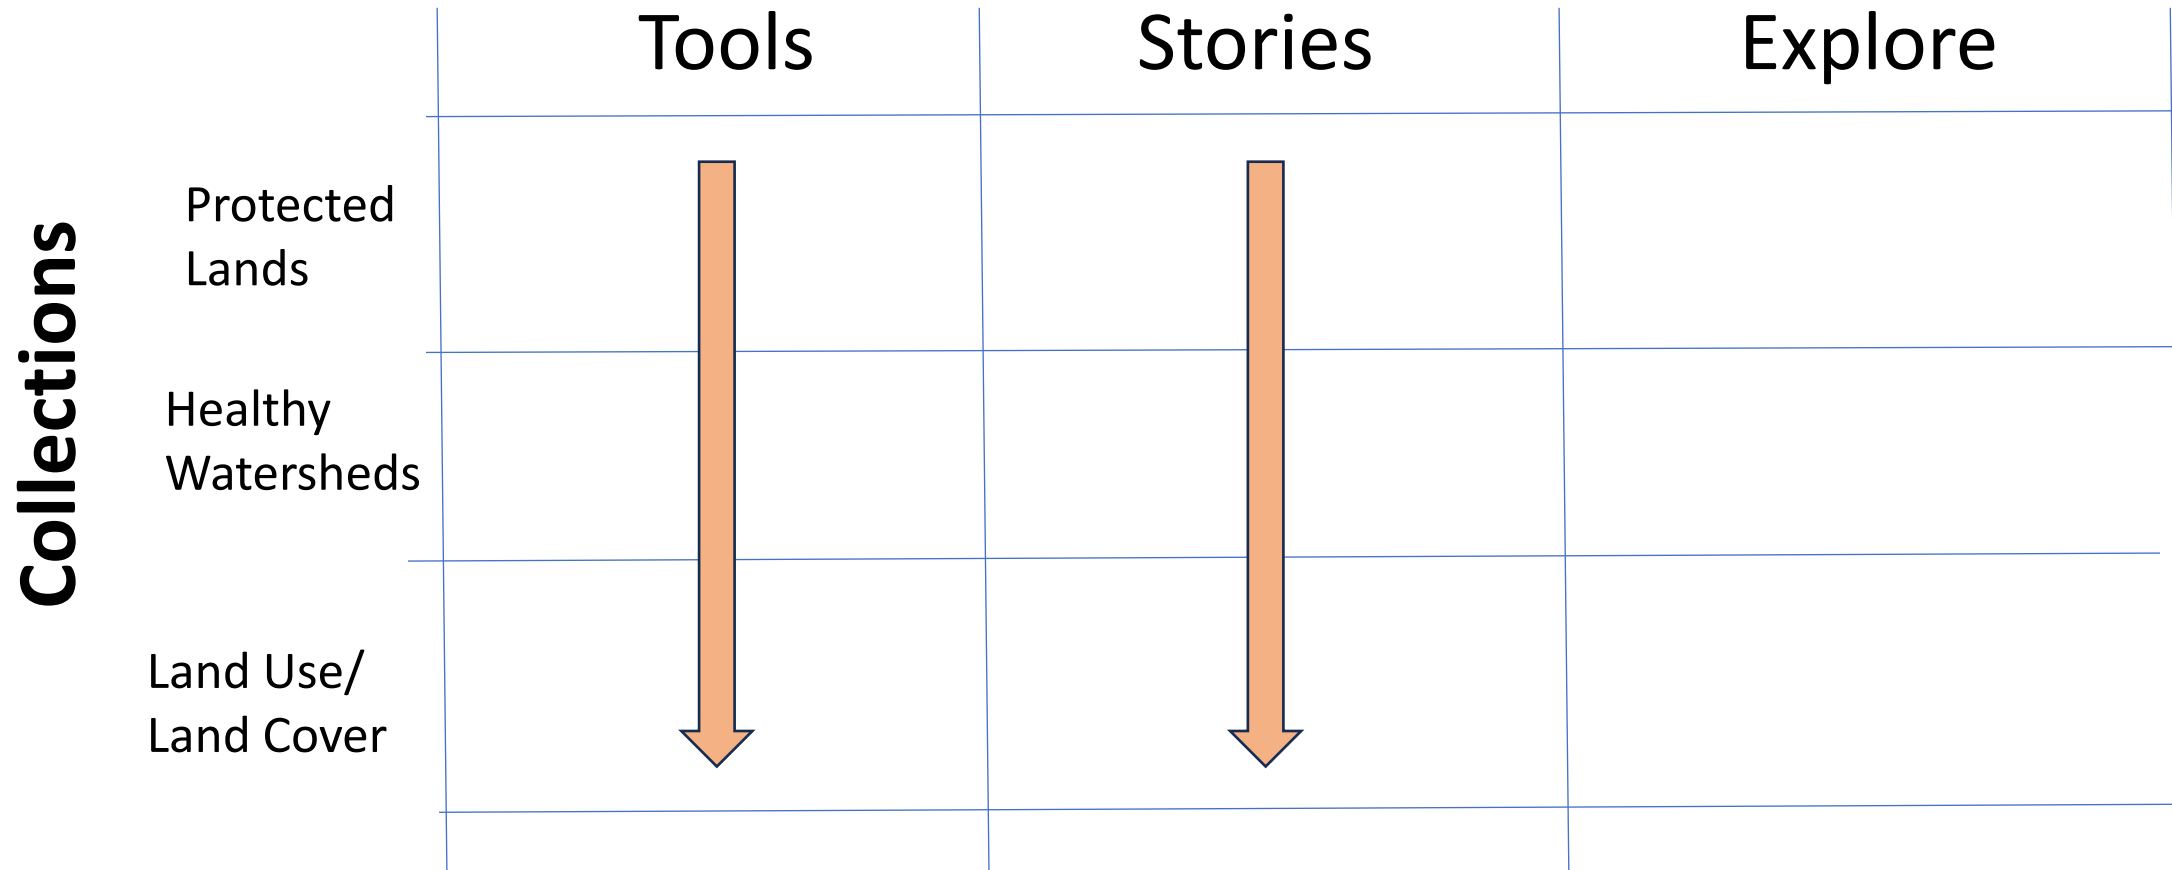 Tools
Stories
Explore
Collections
Protected
Lands
Healthy
Watersheds
Land Use/
Land Cover